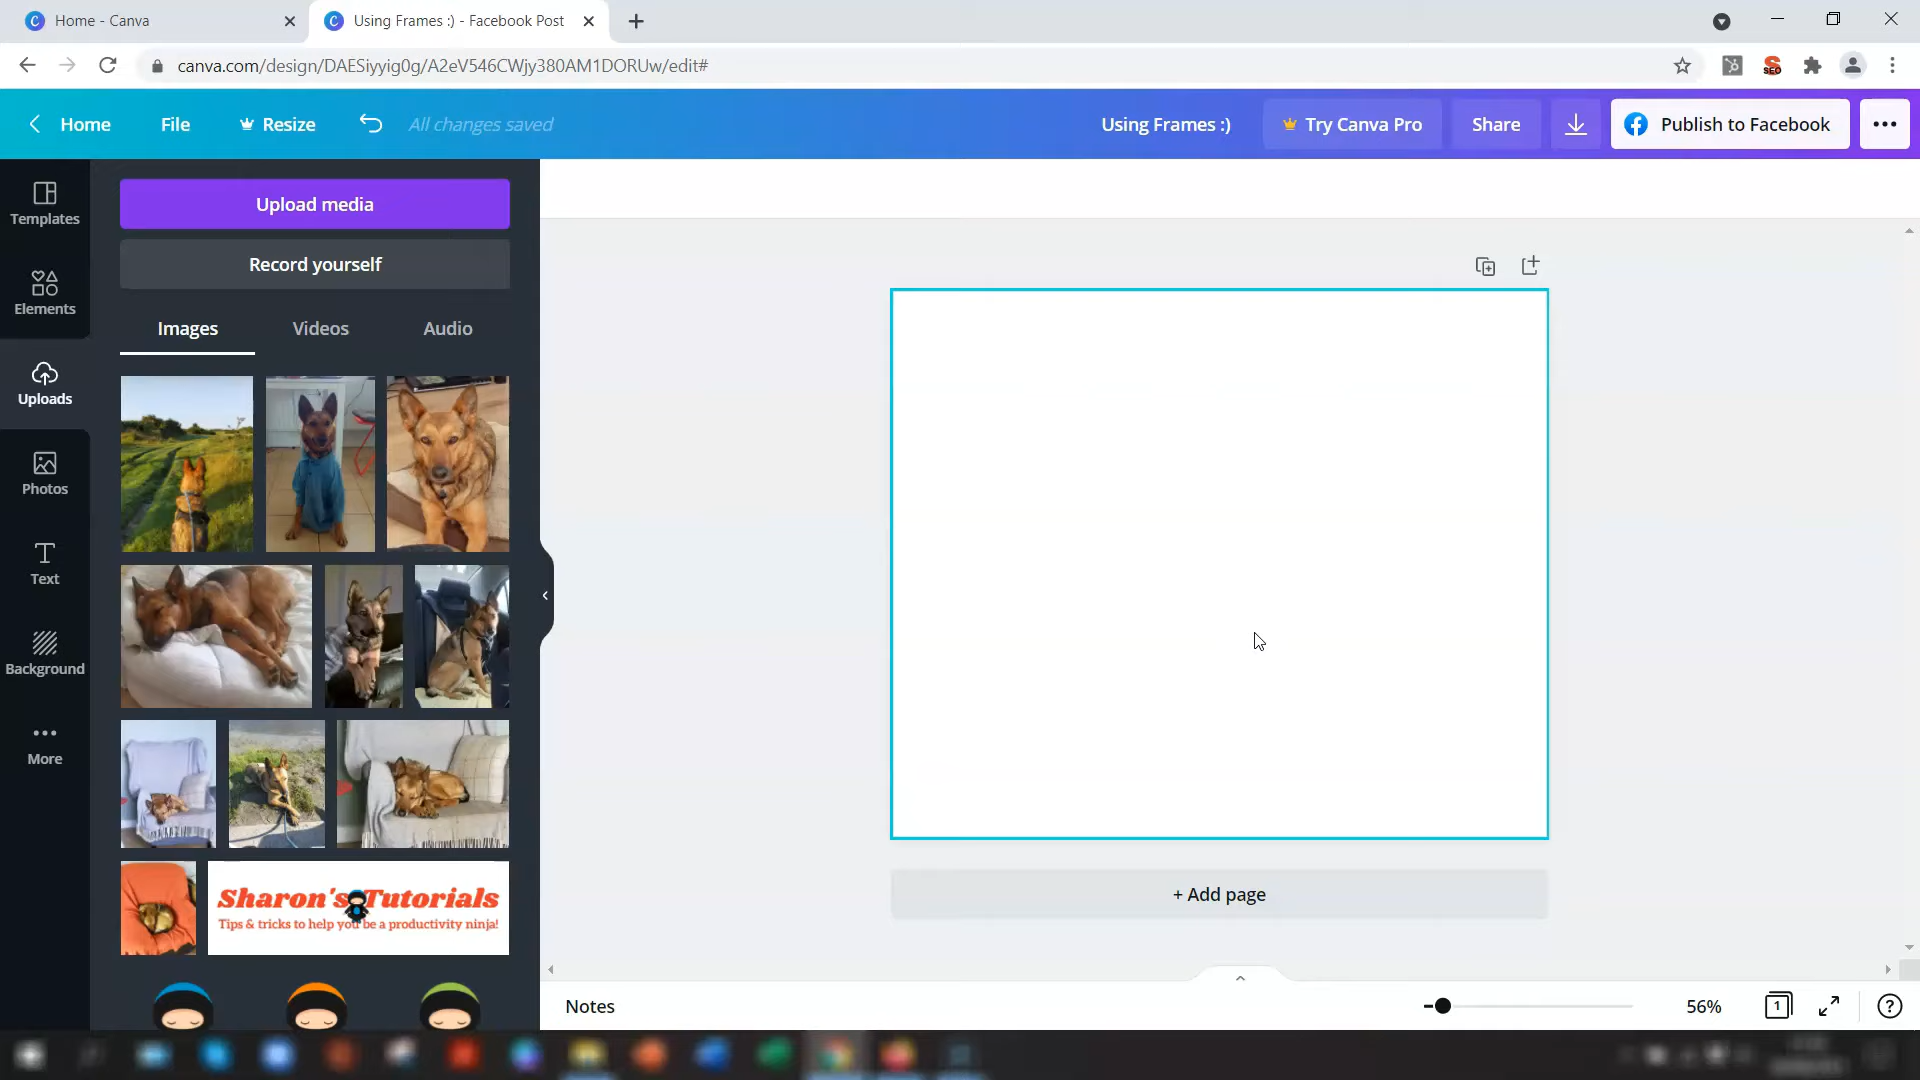 Home - Canva
Using Frames :) - Facebook Post
canva.com/design/DAESiyyig0g/A2eV546CWjy380AM1DORUw/edit#
SEO
Home
File
Resize
All changes saved
Using Frames :)
Try Canva Pro
Share
Publish to Facebook
Templates
Elements
Uploads
Photos
Text
Background
More
Upload media
Record yourself
Images
Videos
Audio
Sharon's Tutorials
Tips & tricks to help you be a productivity ninja!
+ Add page
Notes
56%
1